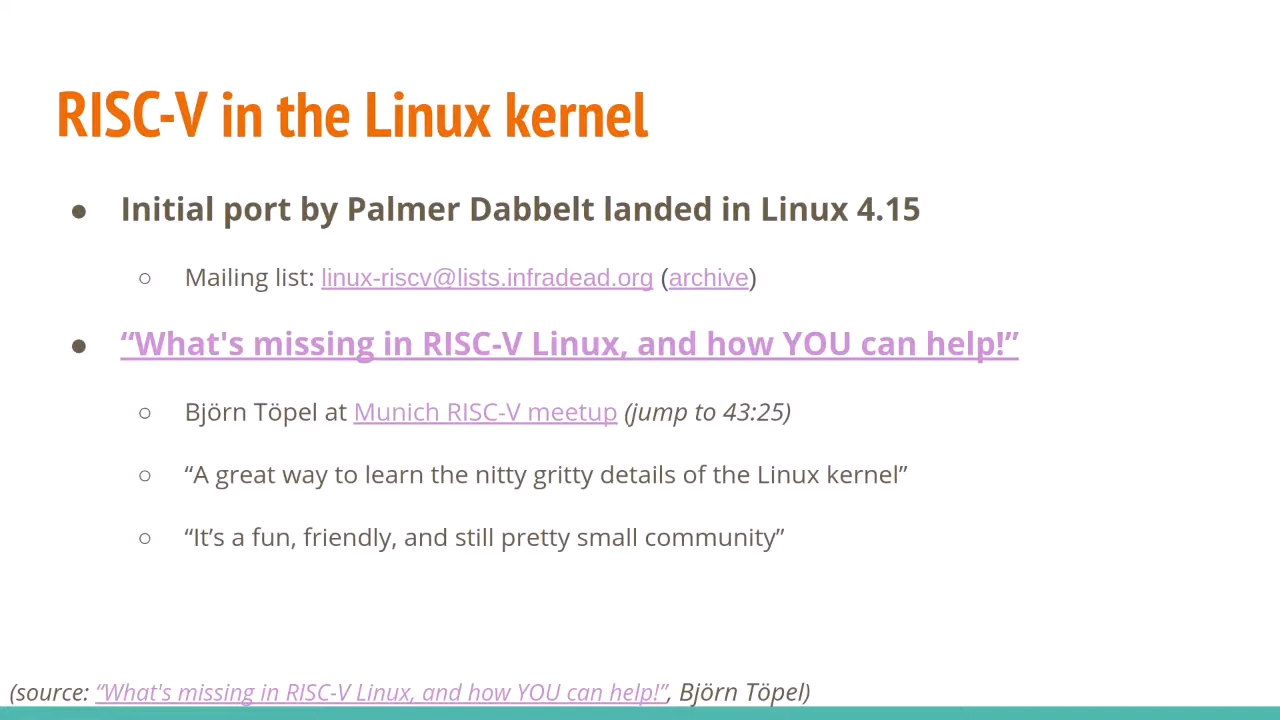 RISC-V in the Linux kernel
● Initial port by Palmer Dabbelt landed in Linux 4.15
○ Mailing list: linux-riscv@lists.infradead.org (archive)
● “What's missing in RISC-V Linux, and how YOU can help!”
○ Björn Töpel at Munich RISC-V meetup (jump to 43:25)
○ “A great way to learn the nitty gritty details of the Linux kernel”
○ “It’s a fun, friendly, and still pretty small community”
(source: “What's missing in RISC-V Linux, and how YOU can help!”, Björn Töpel)